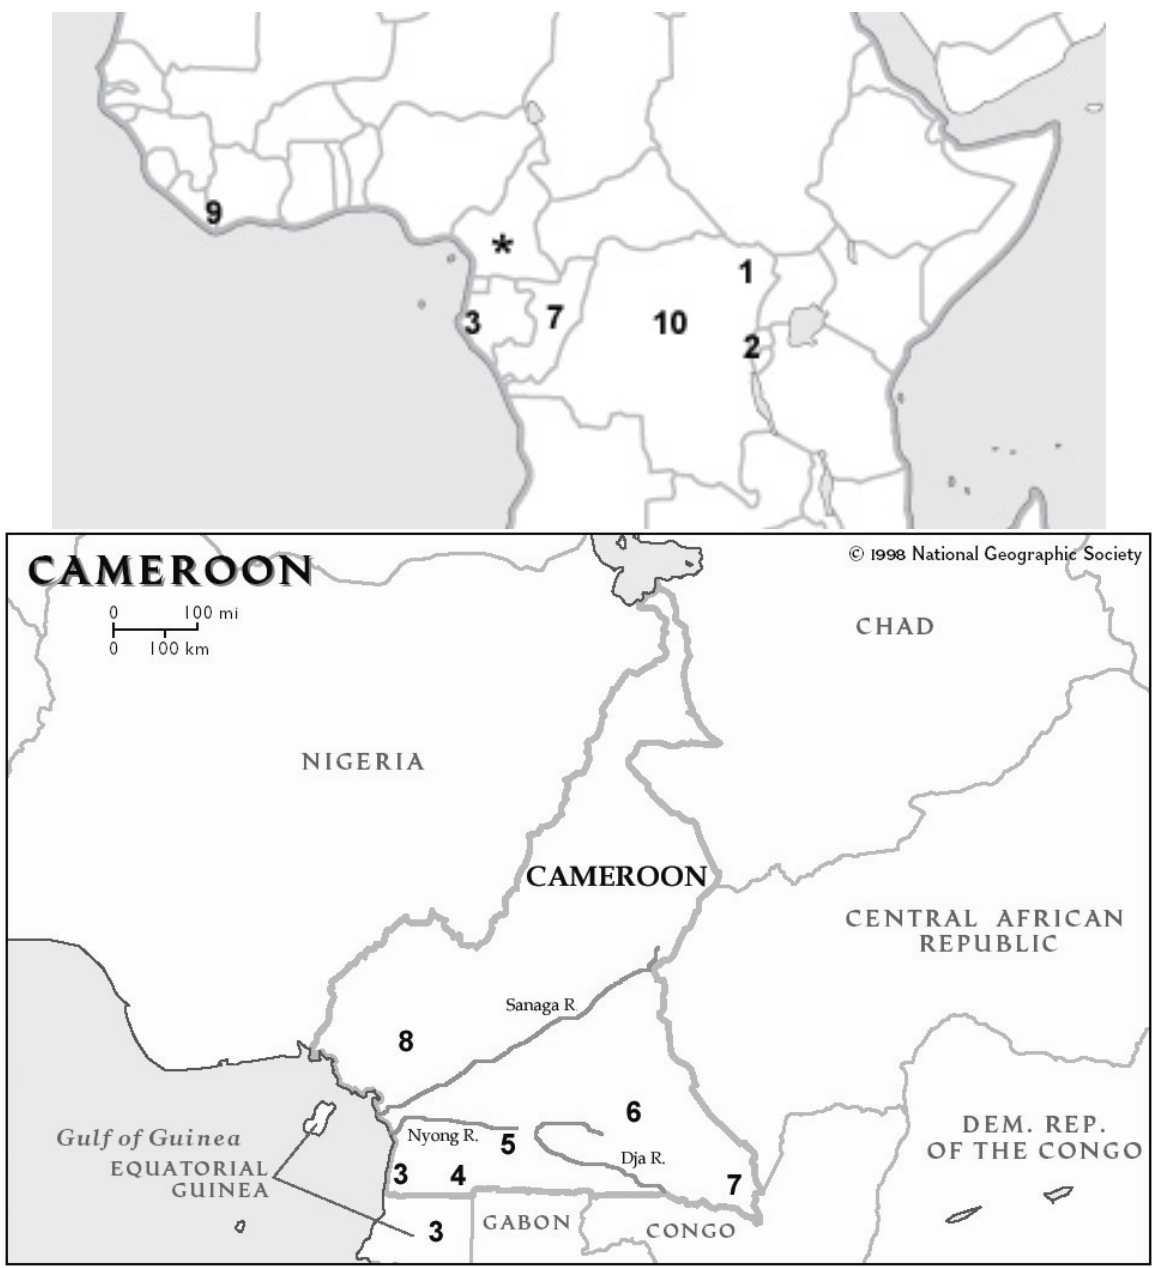 9
*
1
3
7
10
2
CAMEROON
© 1998 National Geographic Society
0 100 mi
0 100 km
CHAD
NIGERIA
CAMEROON
CENTRAL AFRICAN
REPUBLIC
Sanaga R.
8
6
Gulf of Guinea
EQUATORIAL
GUINEA
Nyong R.
5
Dja R.
DEM. REP.
OF THE CONGO
3
4
7
3
GABON
CONGO